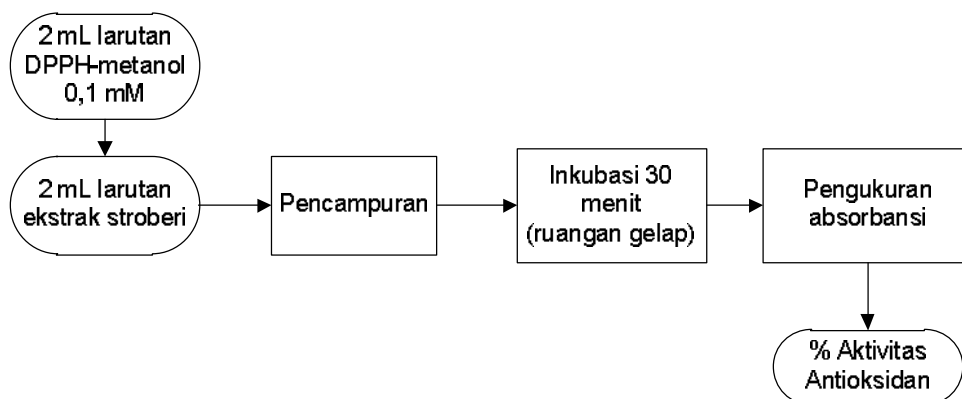 2 mL larutan
DPPH-metanol
0,1 mM
2 mL larutan
ekstrak stroberi
Pencampuran
Inkubasi 30
menit
(ruangan gelap)
Pengukuran
absorbansi
% Aktivitas
Antioksidan